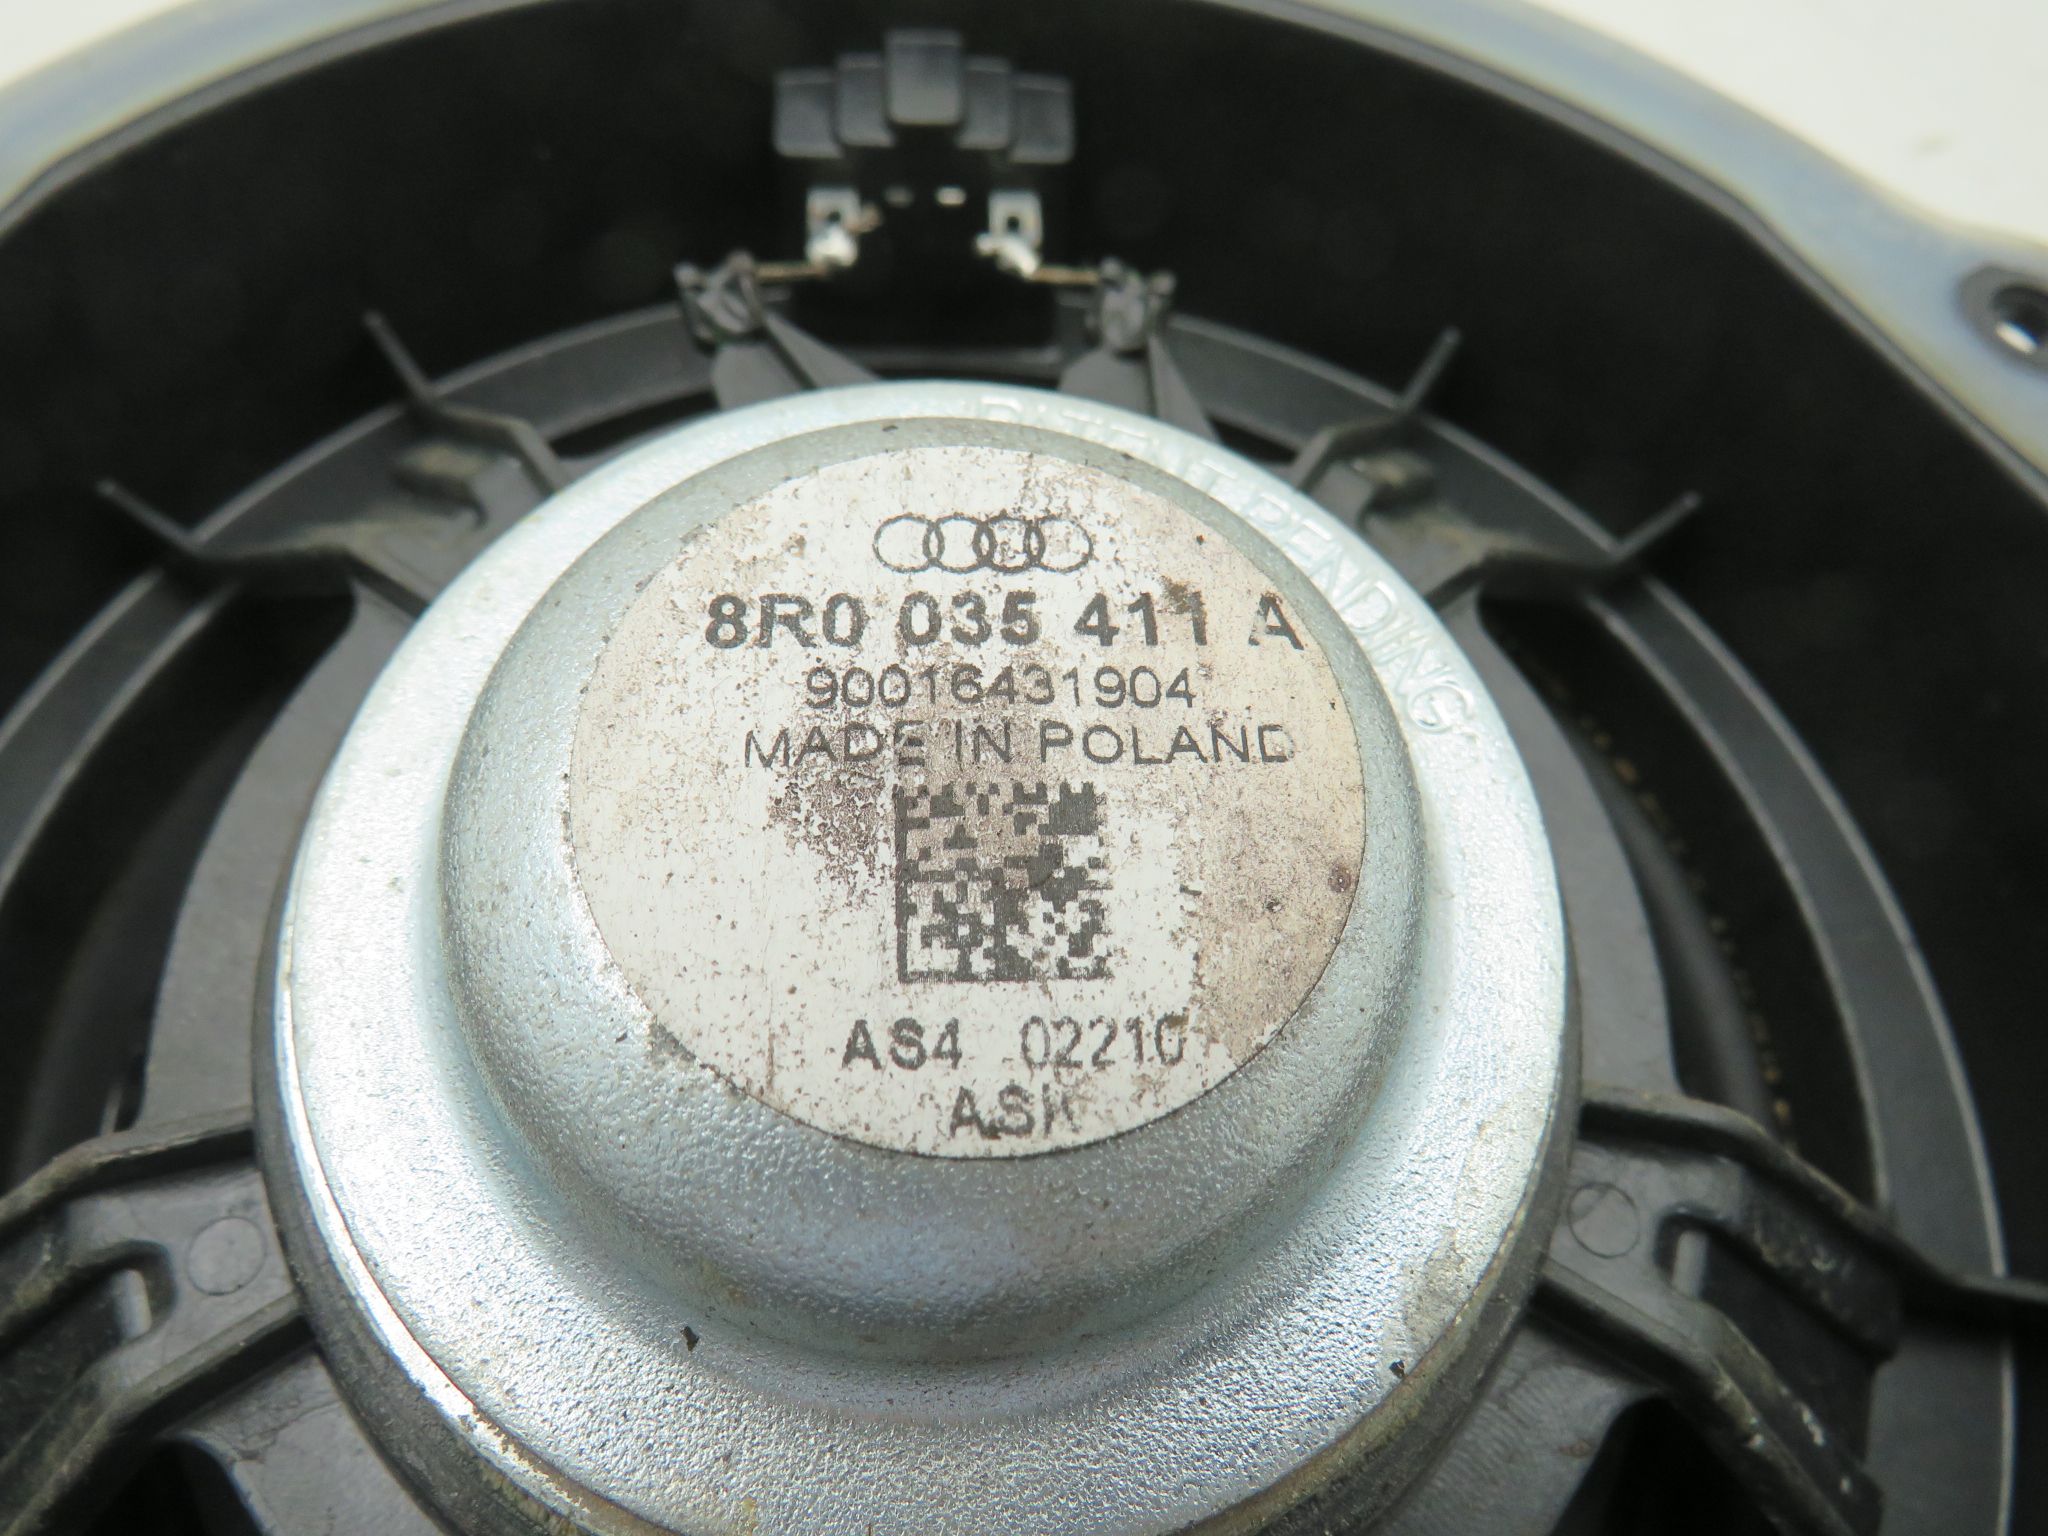 PATENT PENDING
8R0 035 411 A
90016431904
MADE IN POLAND
AS4 02210
ASK